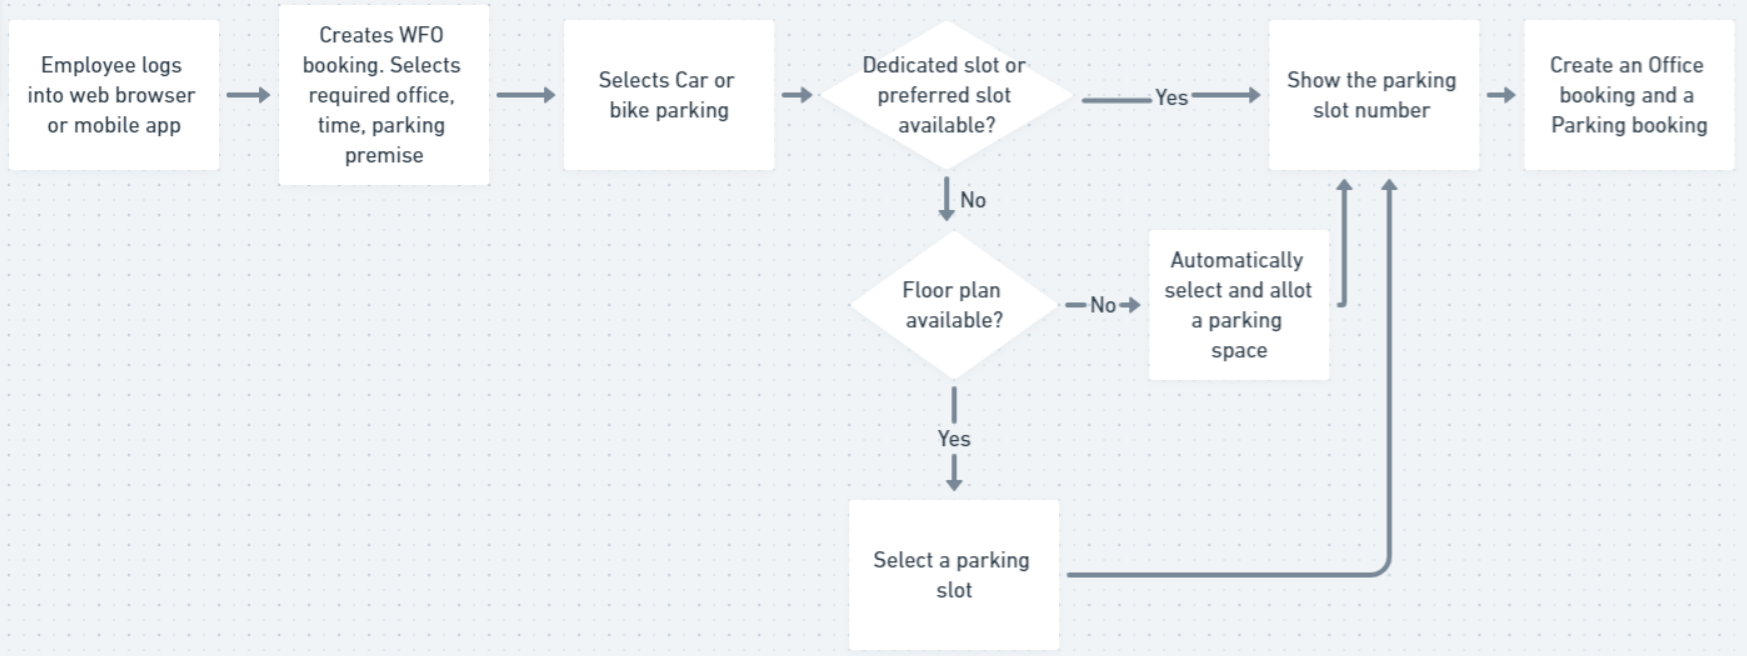 Employee logs
into web browser
or mobile app
Creates WFO
booking. Selects
required office,
time, parking
premise
Selects Car or
bike parking
Dedicated slot or
preferred slot
available?
Yes
Show the parking
slot number
Create an Office
booking and a
Parking booking
No
Floor plan
available?
No
Automatically
select and allot
a parking
space
Yes
Select a parking
slot